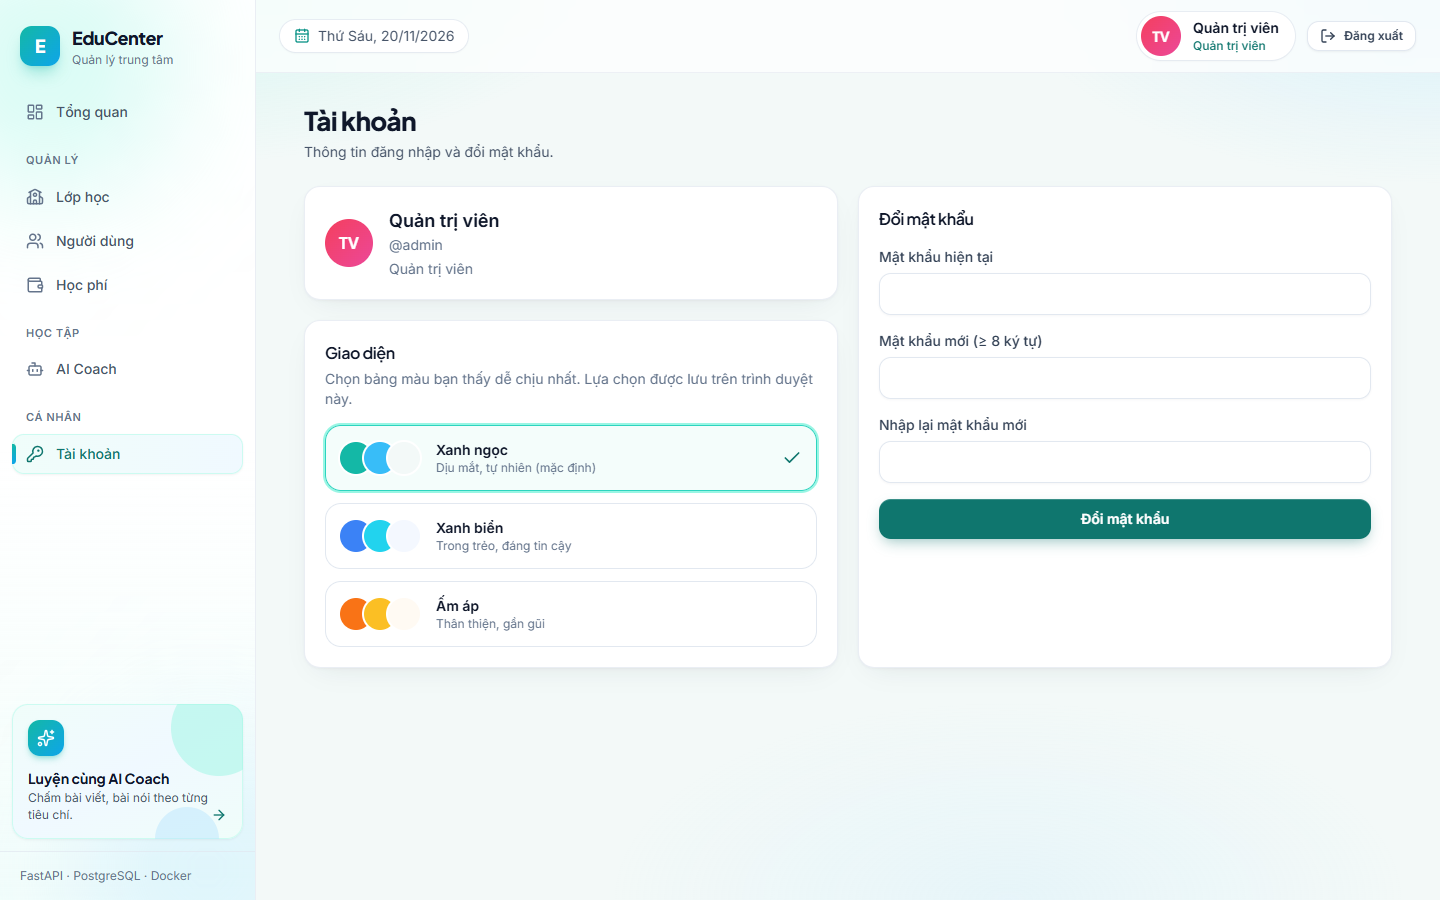 E
EduCenter
Quản lý trung tâm
Tổng quan
QUẢN LÝ
Lớp học
Người dùng
Học phí
HỌC TẬP
AI Coach
CÁ NHÂN
Tài khoản
Luyện cùng AI Coach
Chấm bài viết, bài nói theo từng
tiêu chí.
FastAPI · PostgreSQL · Docker
Thứ Sáu, 20/11/2026
TV
Quản trị viên
Quản trị viên
Đăng xuất
Tài khoản
Thông tin đăng nhập và đổi mật khẩu.
TV
Quản trị viên
@admin
Quản trị viên
Giao diện
Chọn bảng màu bạn thấy dễ chịu nhất. Lựa chọn được lưu trên trình duyệt
này.
Xanh ngọc
Dịu mắt, tự nhiên (mặc định)
Xanh biển
Trong trẻo, đáng tin cậy
Ấm áp
Thân thiện, gần gũi
Đổi mật khẩu
Mật khẩu hiện tại
Mật khẩu mới (≥ 8 ký tự)
Nhập lại mật khẩu mới
Đổi mật khẩu